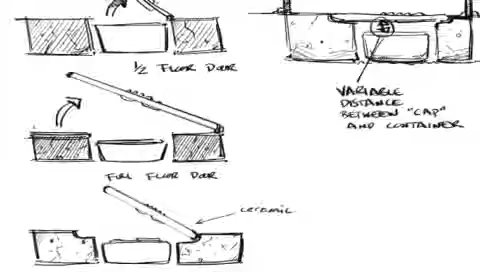 1/2 FLOOR DOOR
VARIABLE
DISTANCE
BETWEEN "CAP"
AND CONTAINER
FULL FLOOR DOOR
CERAMIC